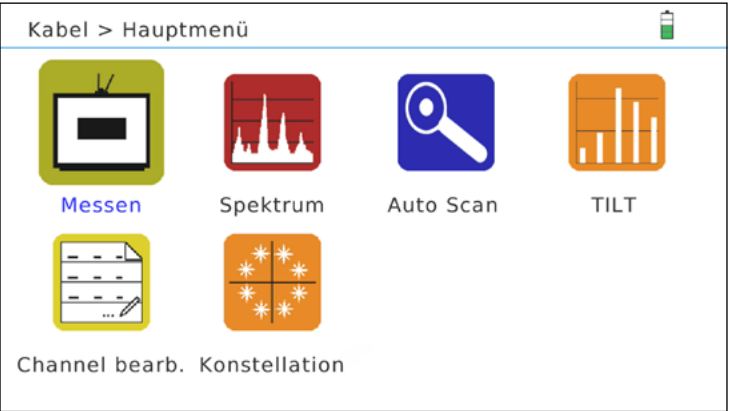 Kabel > Hauptmenü
Messen Spektrum Auto Scan TILT
Channel bearb. Konstellation